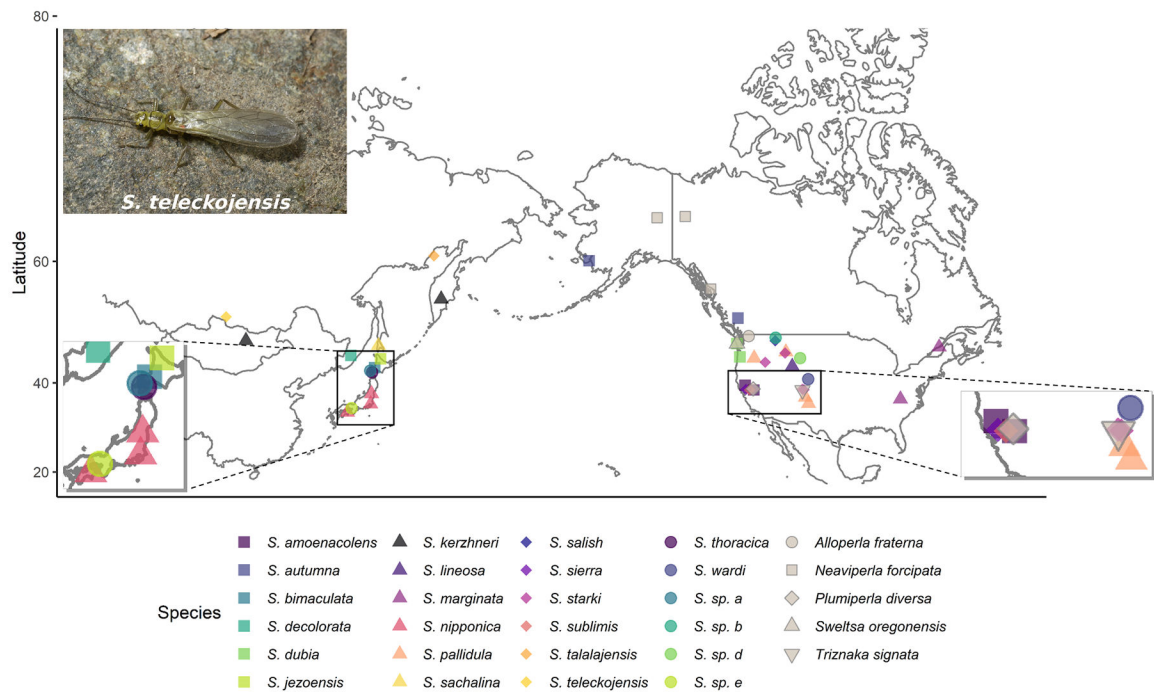 80
S. teleckojensis
60
Latitude
40
20
S. amoenacolens S. kerzhneri S. salish S. thoracica Alloperla fraterna
S. autumna S. lineosa S. sierra S. wardi Neaviperla forcipata
S. bimaculata S. marginata S. starki S. sp. a Plumiperla diversa
Species
S. decolorata S. nipponica S. sublimis S. sp. b Sweltsa oregonensis
S. dubia S. pallidula S. talalajensis S. sp. d Triznaka signata
S. jezoensis S. sachalina S. teleckojensis S. sp. e